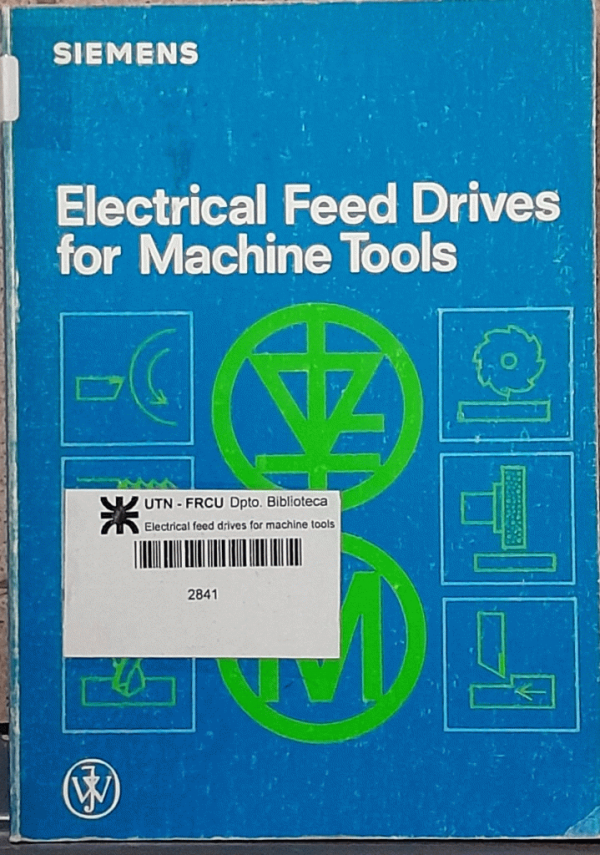 SIEMENS
Electrical Feed Drives
for Machine Tools
UTN - FRCU Dpto. Biblioteca
Electrical feed drives for machine tools
2841
M